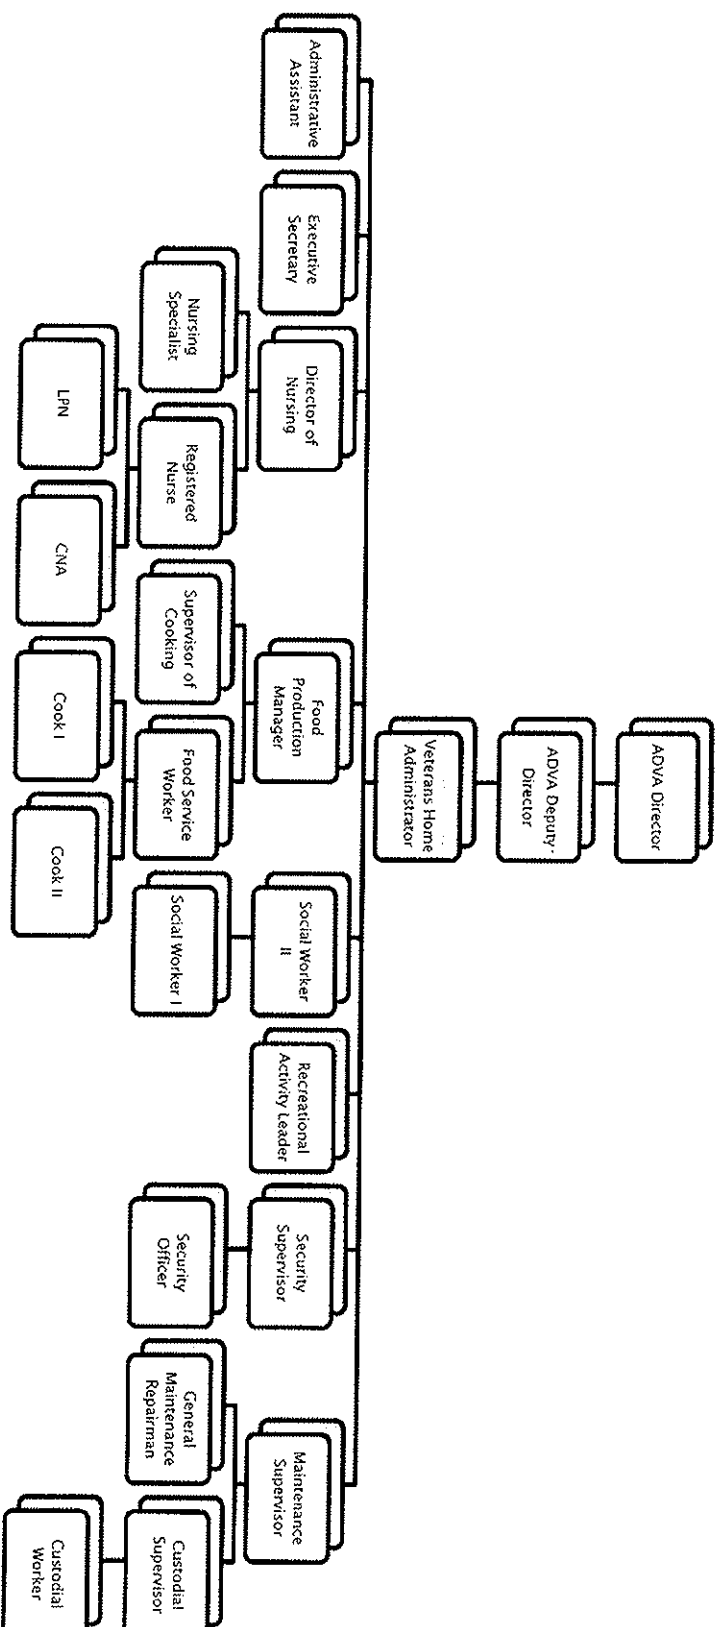 ADVA Director
ADVA Deputy
Director
Veterans Home
Administrator
Administrative
Assistant
Executive
Secretary
Director of
Nursing
Food
Production
Manager
Social Worker
II
Recreational
Activity Leader
Security
Supervisor
Maintenance
Supervisor
Nursing
Specialist
Registered
Nurse
Supervisor of
Cooking
Food Service
Worker
Social Worker I
Security
Officer
General
Maintenance
Repairman
Custodial
Supervisor
LPN
CNA
Cook I
Cook II
Custodial
Worker